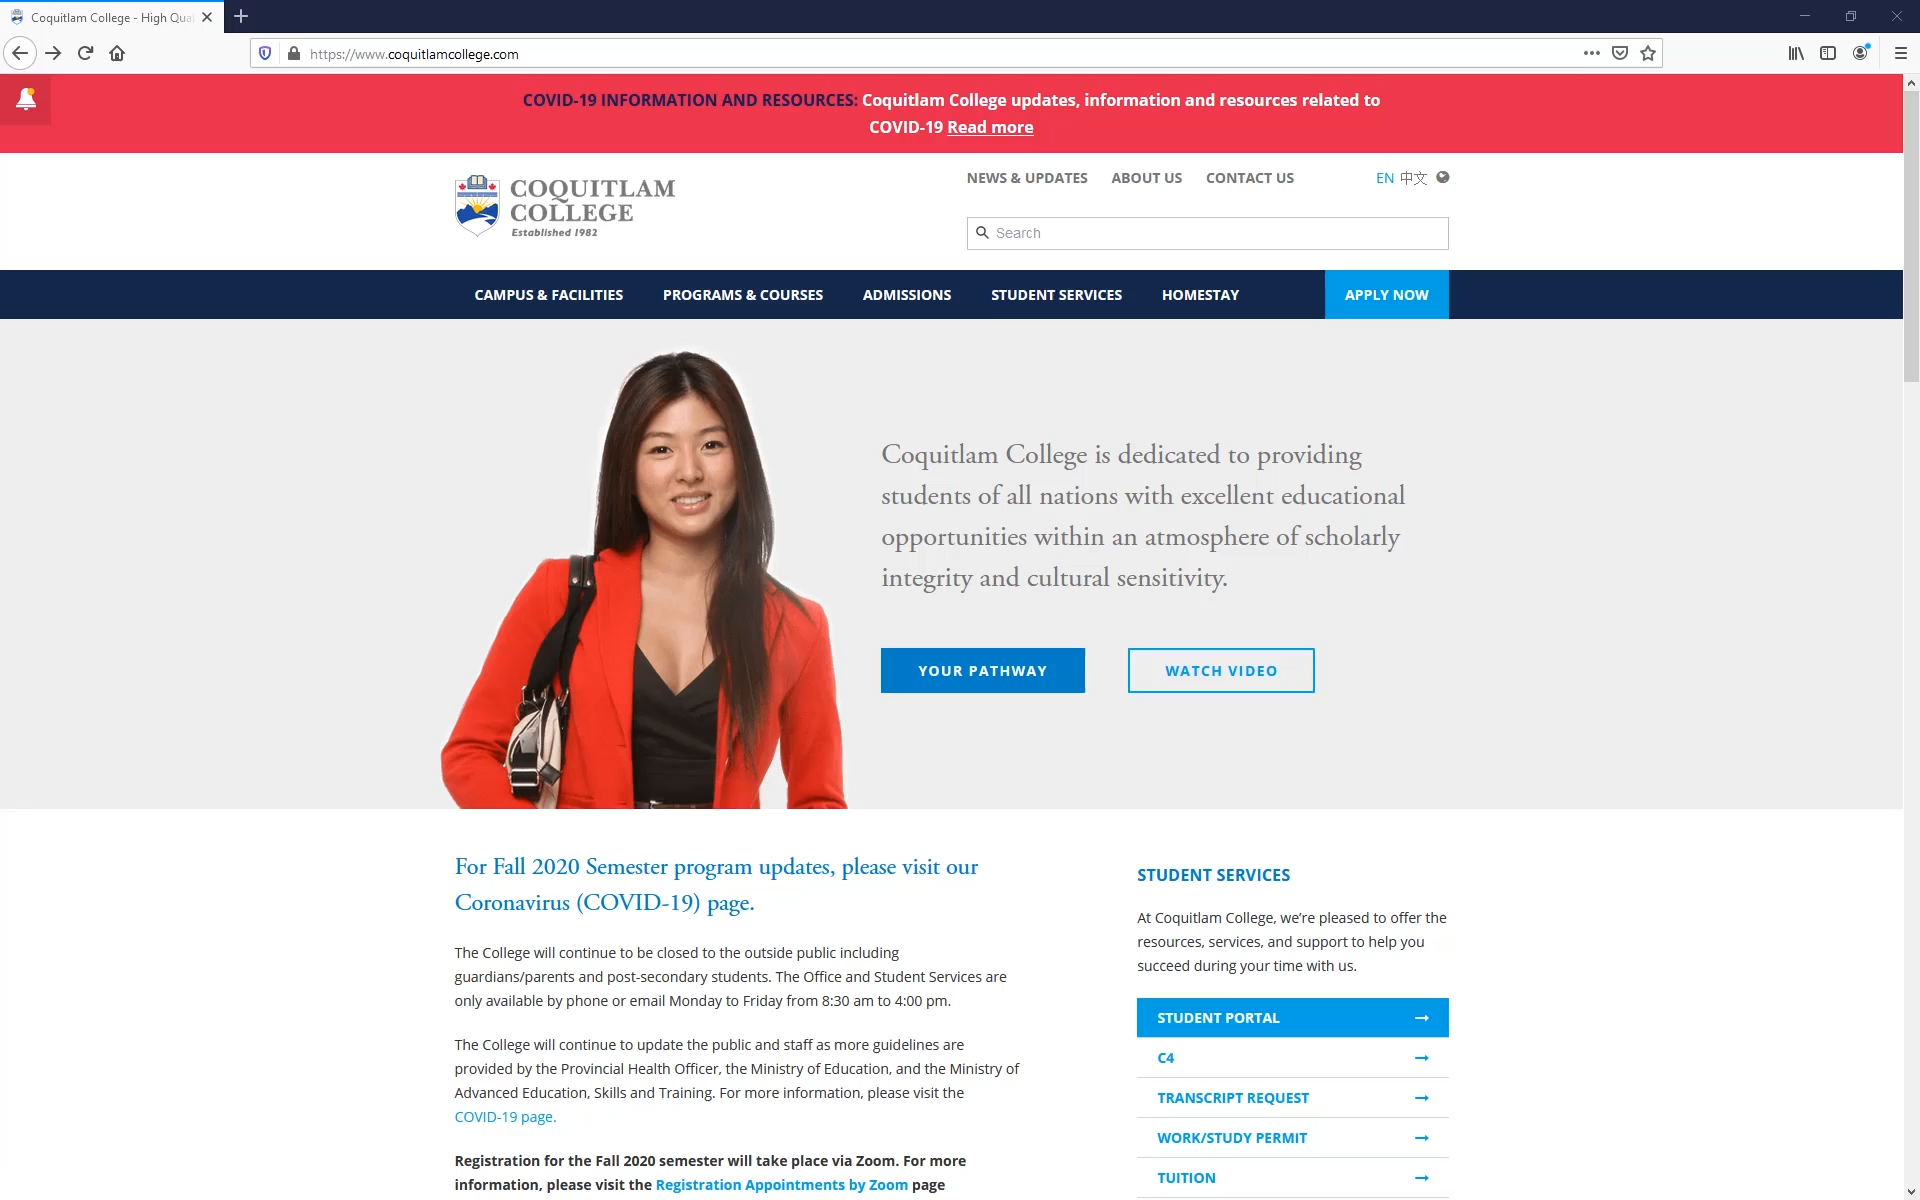 Coquitlam College - High Qua
https://www.coquitlamcollege.com
COVID-19 INFORMATION AND RESOURCES: Coquitlam College updates, information and resources related to
COVID-19 Read more
COQUITLAM
COLLEGE
Established 1982
NEWS & UPDATES ABOUT US CONTACT US EN 中文
Search
CAMPUS & FACILITIES PROGRAMS & COURSES ADMISSIONS STUDENT SERVICES HOMESTAY APPLY NOW
Coquitlam College is dedicated to providing
students of all nations with excellent educational
opportunities within an atmosphere of scholarly
integrity and cultural sensitivity.
YOUR PATHWAY WATCH VIDEO
For Fall 2020 Semester program updates, please visit our
Coronavirus (COVID-19) page.
The College will continue to be closed to the outside public including
guardians/parents and post-secondary students. The Office and Student Services are
only available by phone or email Monday to Friday from 8:30 am to 4:00 pm.
The College will continue to update the public and staff as more guidelines are
provided by the Provincial Health Officer, the Ministry of Education, and the Ministry of
Advanced Education, Skills and Training. For more information, please visit the
COVID-19 page.
Registration for the Fall 2020 semester will take place via Zoom. For more
information, please visit the Registration Appointments by Zoom page
STUDENT SERVICES
At Coquitlam College, we’re pleased to offer the
resources, services, and support to help you
succeed during your time with us.
STUDENT PORTAL
C4
TRANSCRIPT REQUEST
WORK/STUDY PERMIT
TUITION